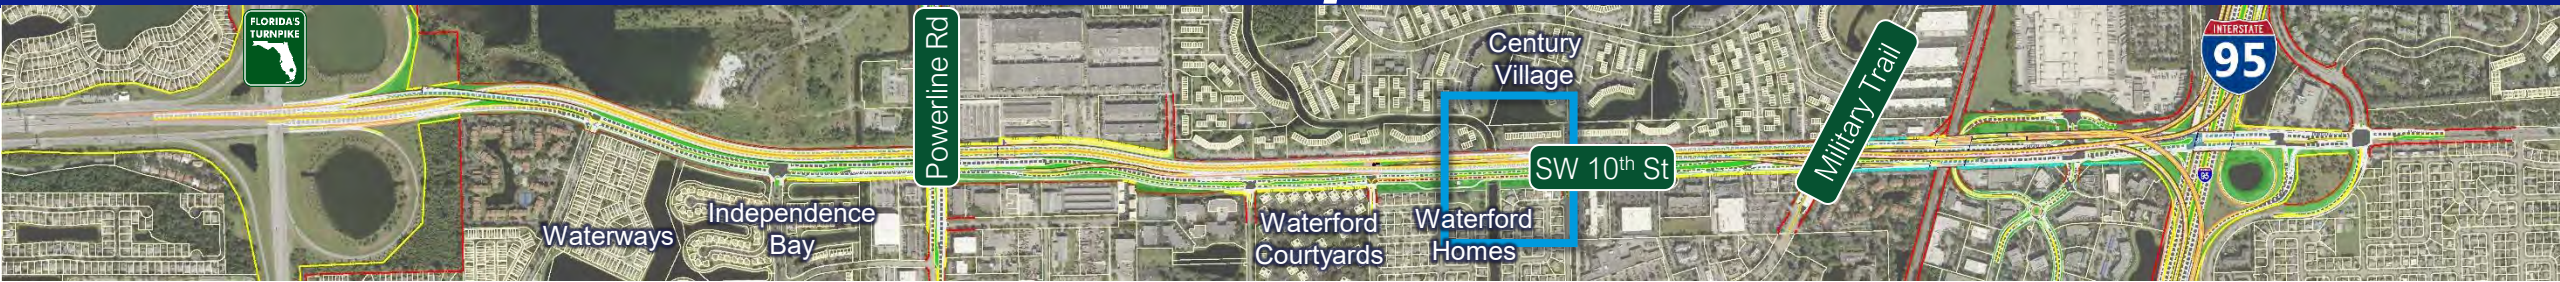 FLORIDA'S
TURNPIKE
Powerline Rd
Century
Village
Military Trail
INTERSTATE
95
SW 10th St
95
Waterways
Independence
Bay
Waterford
Courtyards
Waterford
Homes